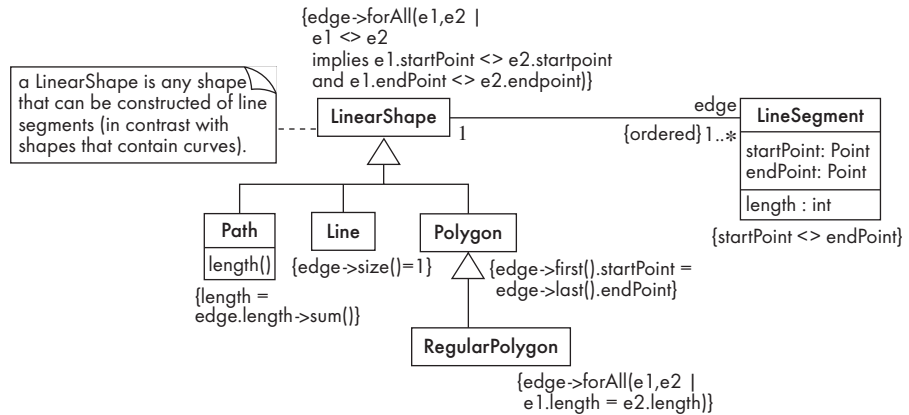 {edge->forAll(e1,e2 |
e1 <> e2
implies e1.startPoint <> e2.startpoint
and e1.endPoint <> e2.endpoint)}
a LinearShape is any shape
that can be constructed of line
segments (in contrast with
shapes that contain curves).
LinearShape
1
edge
{ordered} 1..*
LineSegment
startPoint: Point
endPoint: Point
length : int
{startPoint <> endPoint}
Path
length()
{length =
edge.length->sum()}
Line
{edge->size()=1}
Polygon
{edge->first().startPoint =
edge->last().endPoint}
RegularPolygon
{edge->forAll(e1,e2 |
e1.length = e2.length)}